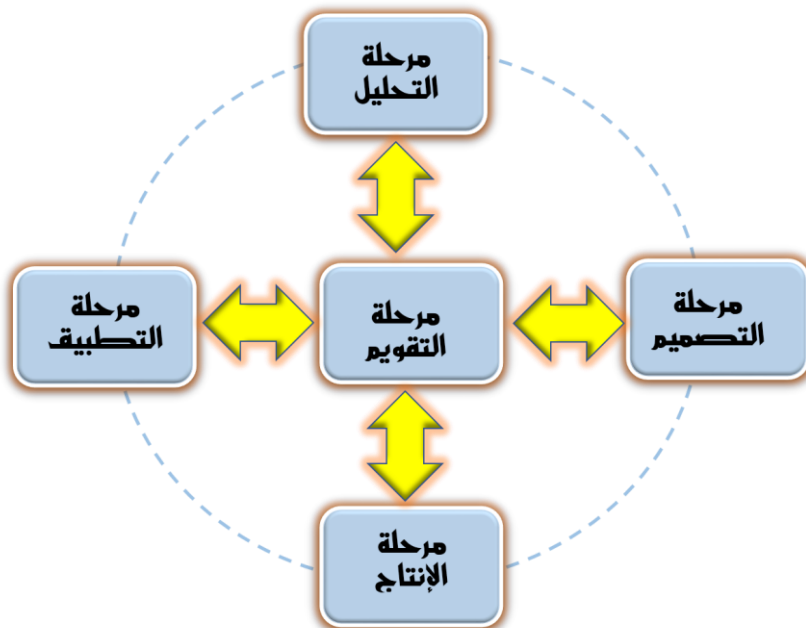 مرحلة
التحليل
مرحلة
التصميم
مرحلة
التقويم
مرحلة
التطبيق
مرحلة
الإنتاج